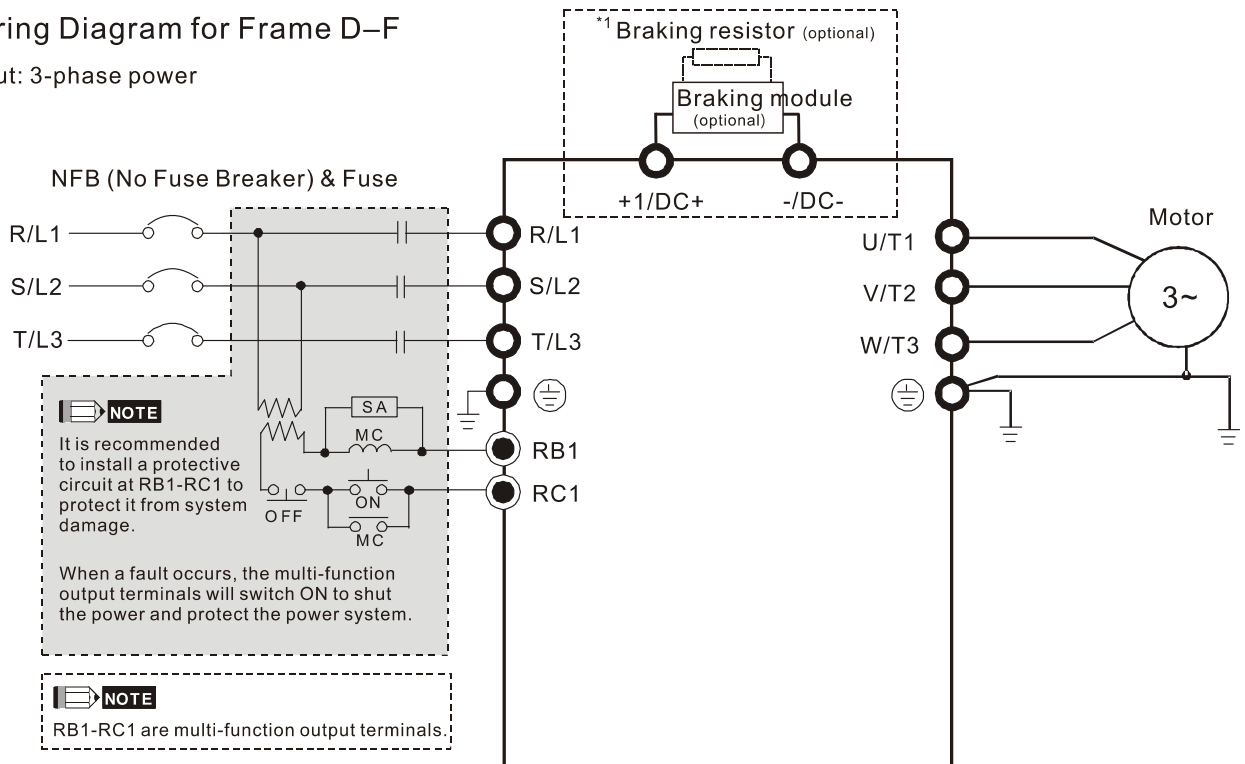 ring Diagram for Frame D–F
ut: 3-phase power
*1 Braking resistor (optional)
Braking module
(optional)
+1/DC+
-/DC-
NFB (No Fuse Breaker) & Fuse
R/L1
R/L1
U/T1
Motor
S/L2
S/L2
V/T2
3~
T/L3
T/L3
W/T3
NOTE
It is recommended
to install a protective
circuit at RB1-RC1 to
protect it from system
damage.
SA
MC
RB1
OFF
ON
RC1
MC
When a fault occurs, the multi-function
output terminals will switch ON to shut
the power and protect the power system.
NOTE
RB1-RC1 are multi-function output terminals.